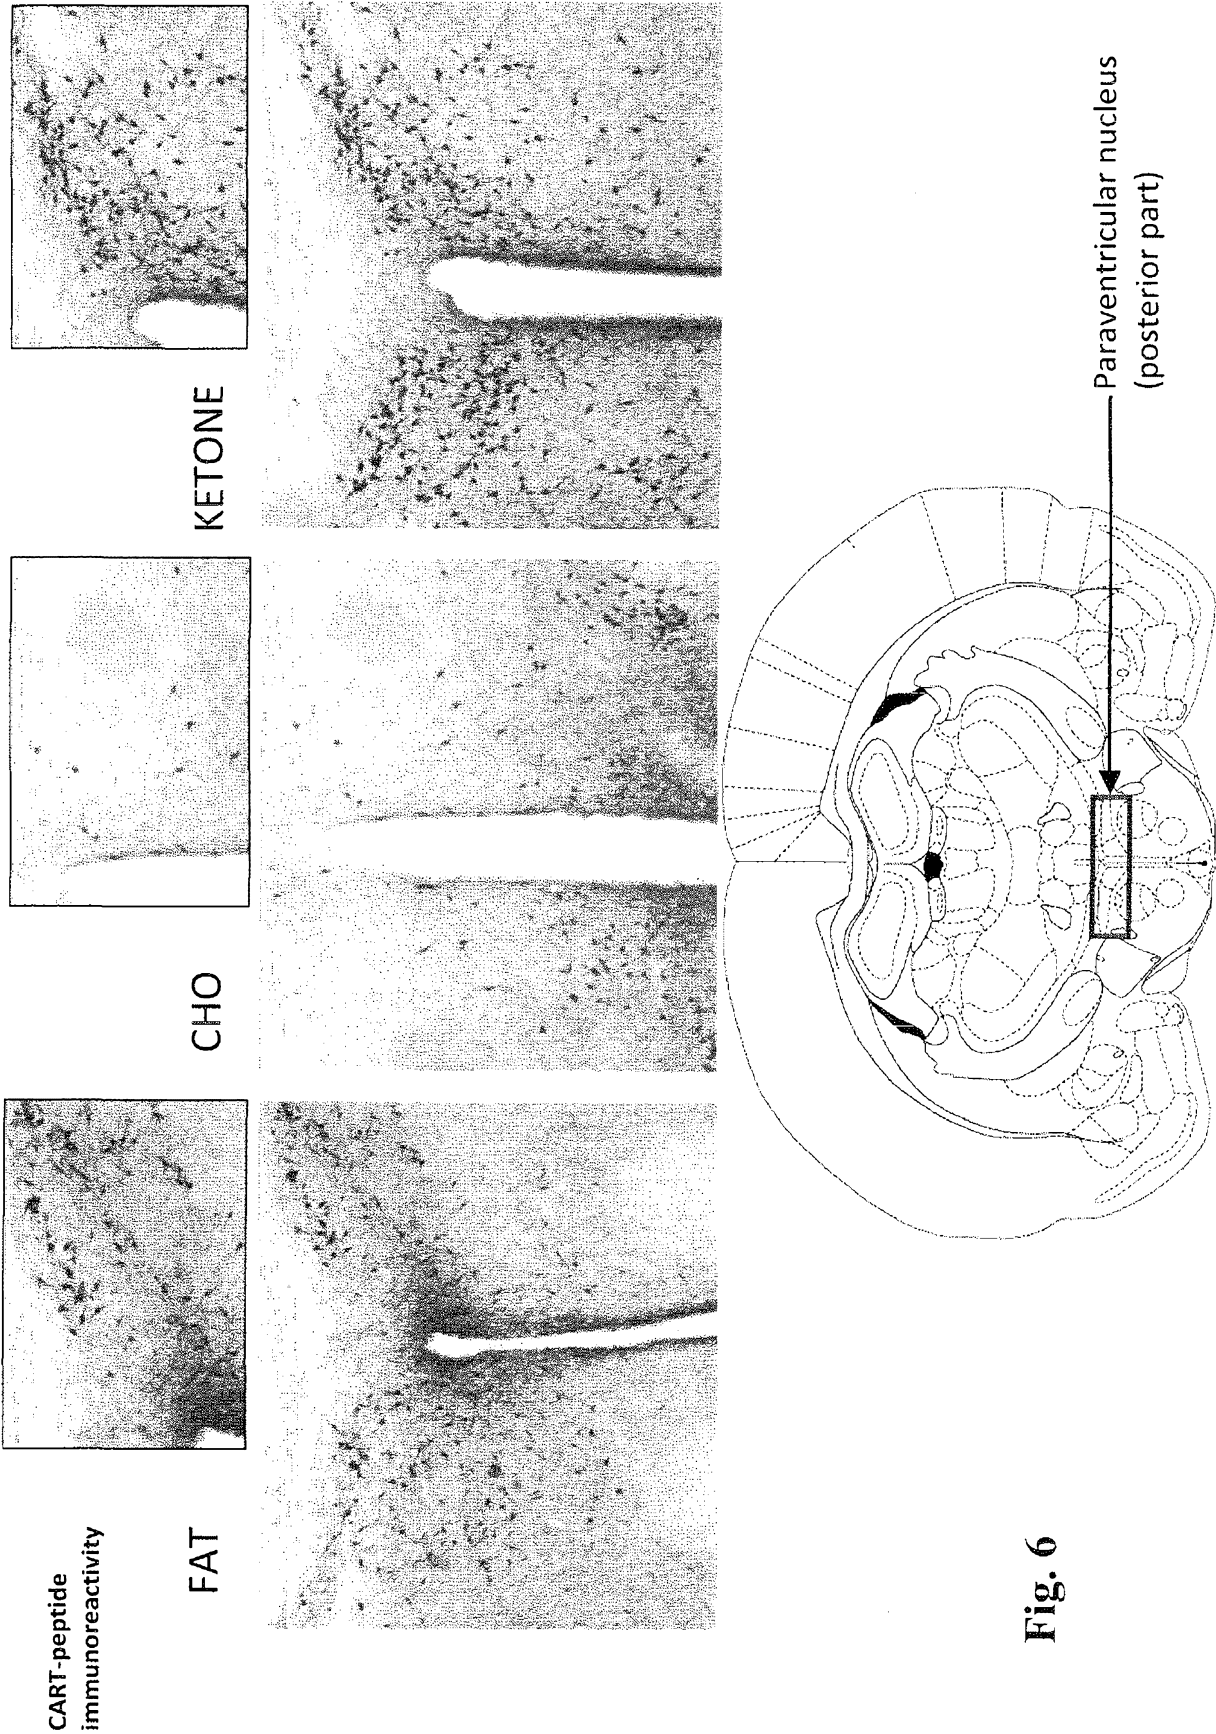 CART-peptide
immunoreactivity
FAT
CHO
KETONE
Paraventricular nucleus
(posterior part)
Fig. 6